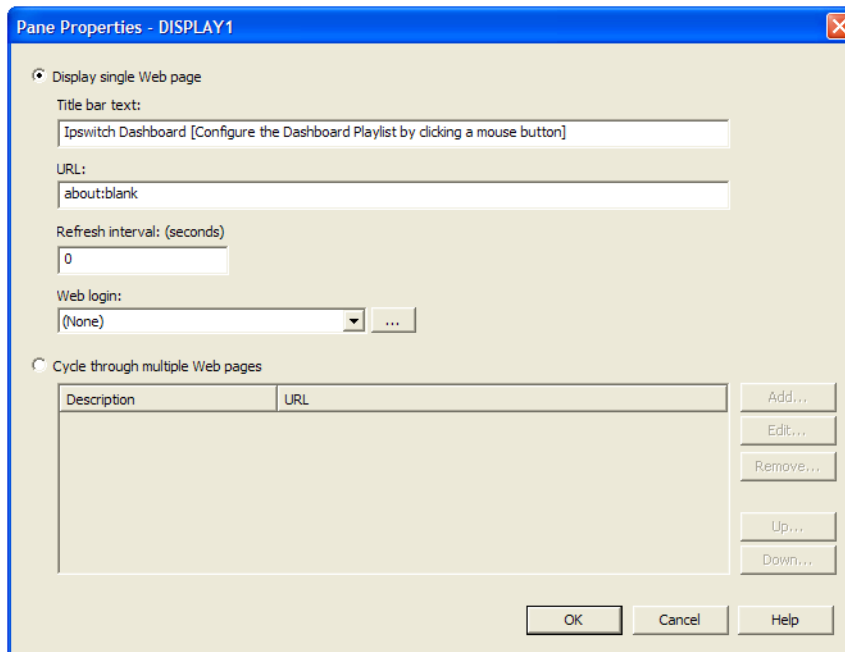 Pane Properties - DISPLAY1
Display single Web page
Title bar text:
Ipswitch Dashboard [Configure the Dashboard Playlist by clicking a mouse button]
URL:
about:blank
Refresh interval: (seconds)
0
Web login:
(None)
...
Cycle through multiple Web pages
Description URL
Add...
Edit...
Remove...
Up...
Down...
OK Cancel Help